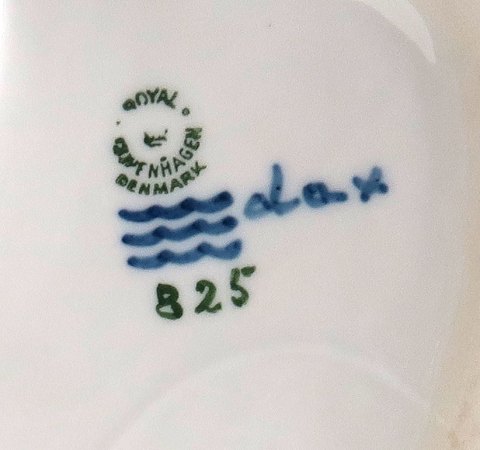 ROYAL
COPENHAGEN
DENMARK
825